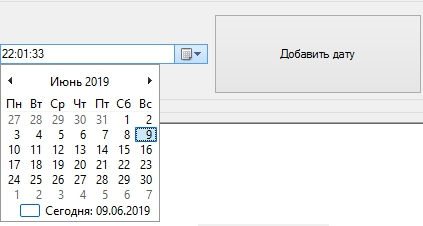 22:01:33
Добавить дату
Июнь 2019
Пн Вт Ср Чт Пт Сб Вс
27 28 29 30 31 1 2
3 4 5 6 7 8 9
10 11 12 13 14 15 16
17 18 19 20 21 22 23
24 25 26 27 28 29 30
1 2 3 4 5 6 7
Сегодня: 09.06.2019